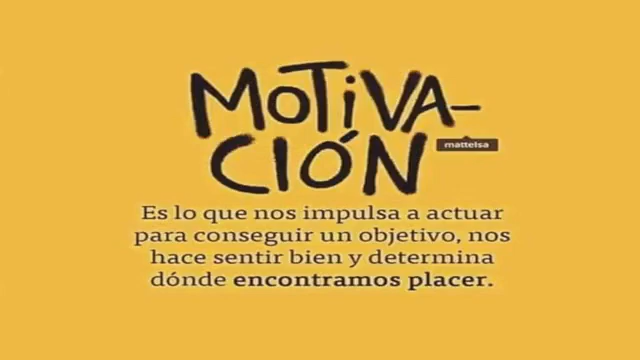 MOTIVA-
CIÓN
mattelsa
Es lo que nos impulsa a actuar
para conseguir un objetivo, nos
hace sentir bien y determina
dónde encontramos placer.